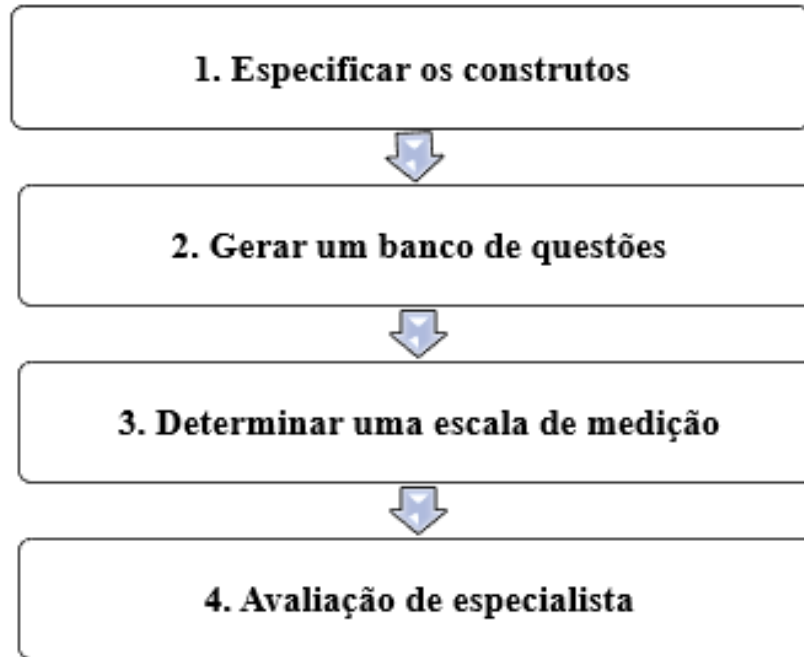 1. Especificar os construtos
2. Gerar um banco de questões
3. Determinar uma escala de medição
4. Avaliação de especialista